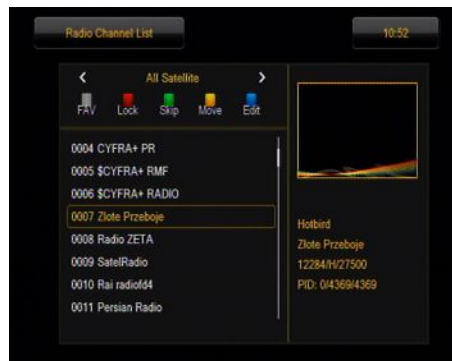 Radio Channel List
10:52
All Satellite
FAV Lock Skip Move Edit
0004 CYFRA+ PR
0005 $CYFRA+ RMF
0006 $CYFRA+ RADIO
0007 Zlote Przeboje
0008 Radio ZETA
0009 SatelRadio
0010 Rai radiofd4
0011 Persian Radio
Hotbird
Zlote Przeboje
12284/H/27500
PID: 0/4369/4369